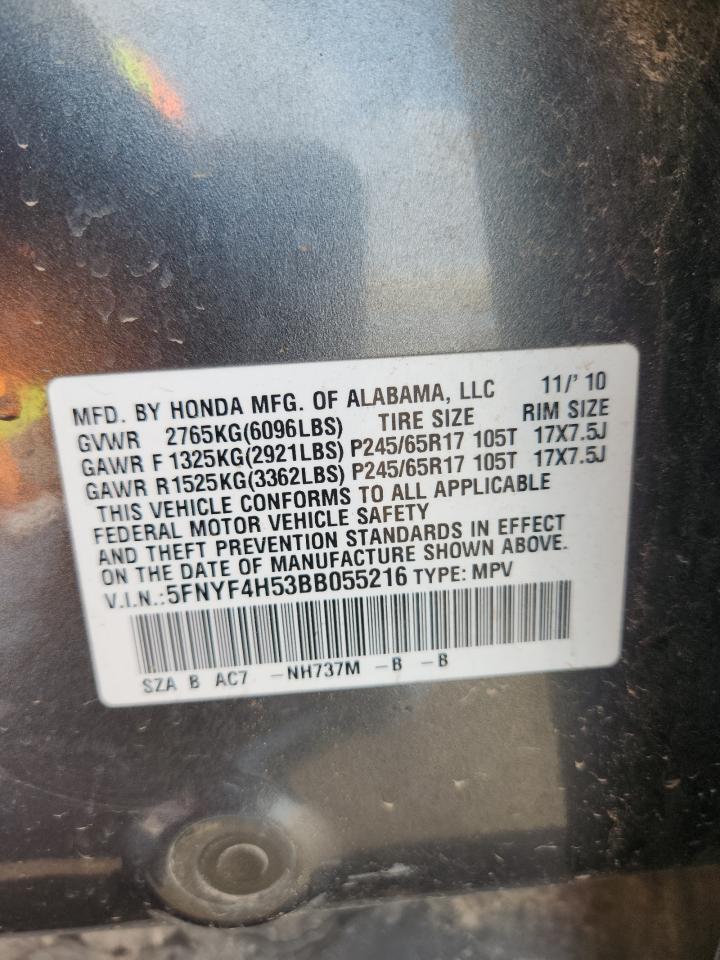 MFD. BY HONDA MFG. OF ALABAMA, LLC 11/' 10
GVWR 2765KG(6096LBS) TIRE SIZE RIM SIZE
GAWR F 1325KG(2921LBS) P245/65R17 105T 17X7.5J
GAWR R1525KG(3362LBS) P245/65R17 105T 17X7.5J
THIS VEHICLE CONFORMS TO ALL APPLICABLE
FEDERAL MOTOR VEHICLE SAFETY
AND THEFT PREVENTION STANDARDS IN EFFECT
ON THE DATE OF MANUFACTURE SHOWN ABOVE.
V.I.N.:5FNYF4H53BB055216 TYPE: MPV
SZA B AC7 -NH737M -B -B